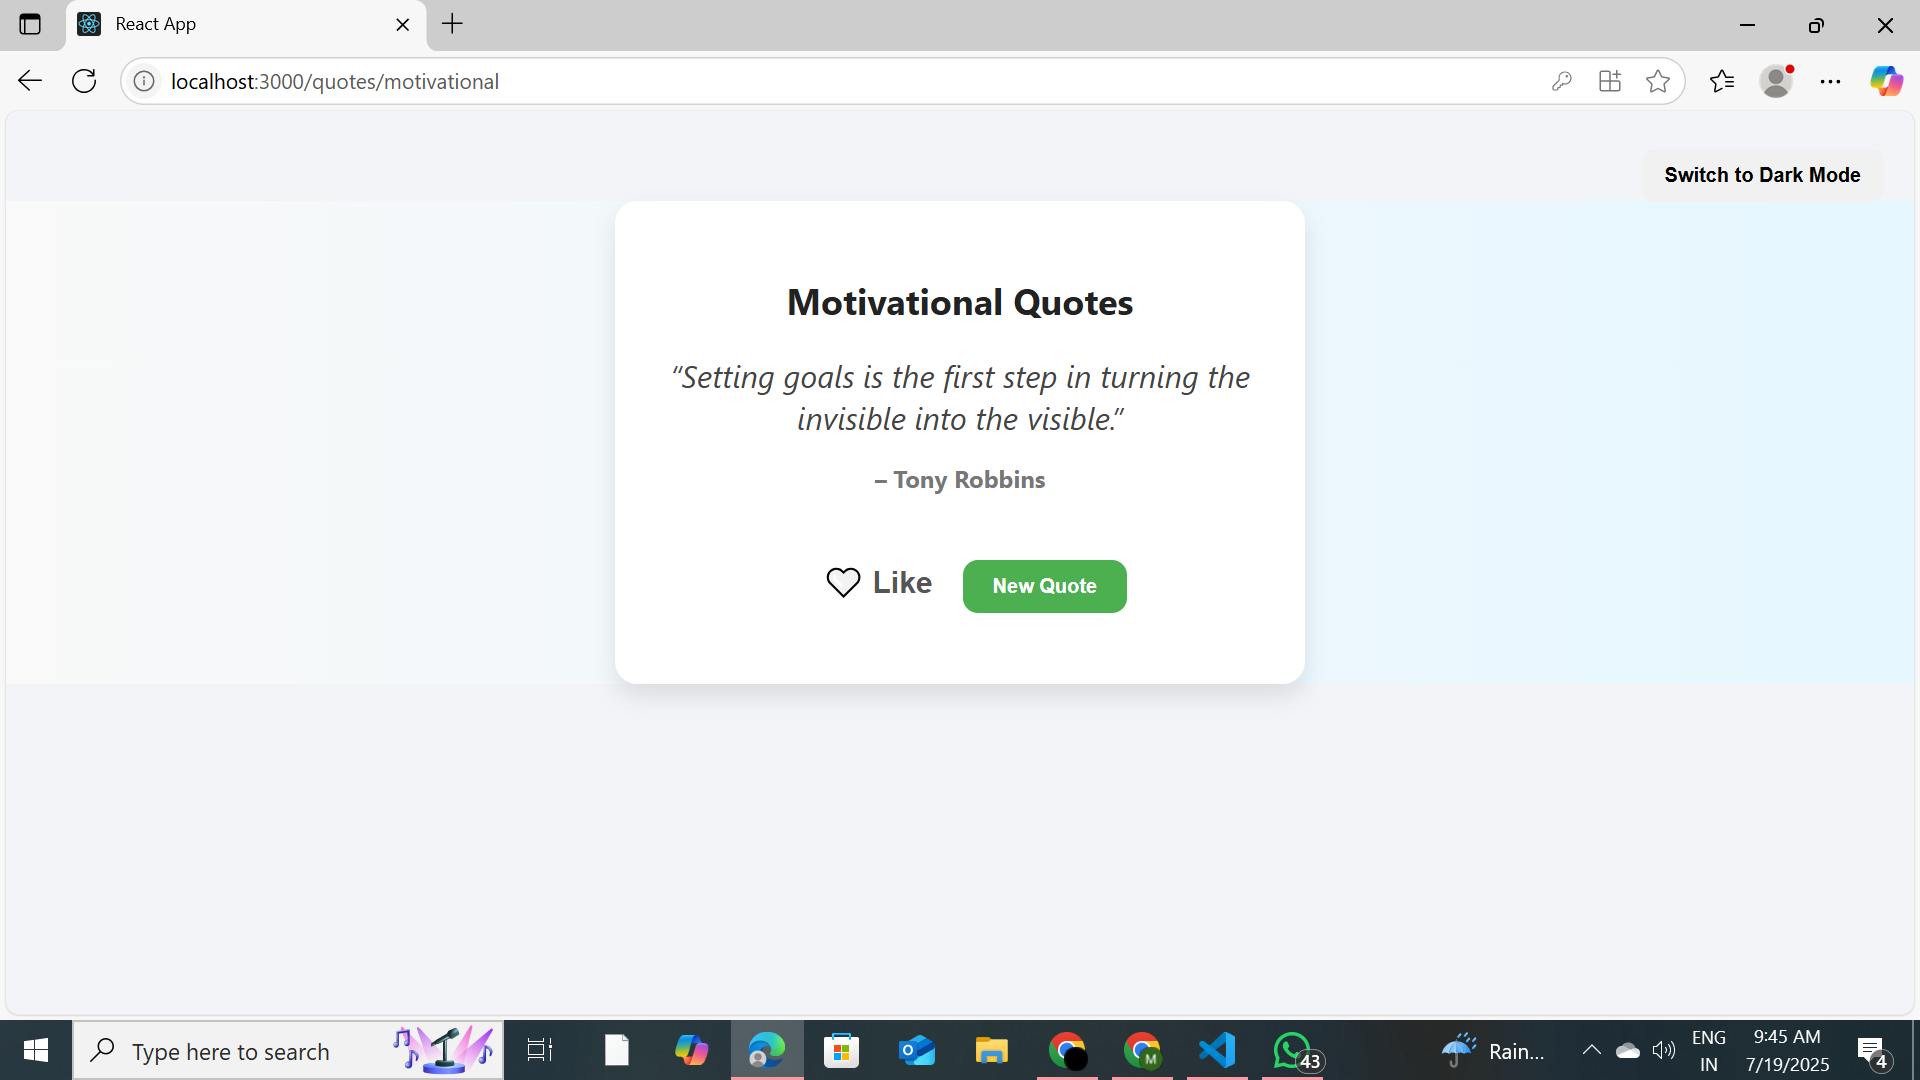 React App
localhost:3000/quotes/motivational
Switch to Dark Mode
Motivational Quotes
“Setting goals is the first step in turning the
invisible into the visible.”
– Tony Robbins
Like
New Quote
Type here to search
M
43
Rain...
ENG
IN
9:45 AM
7/19/2025
4